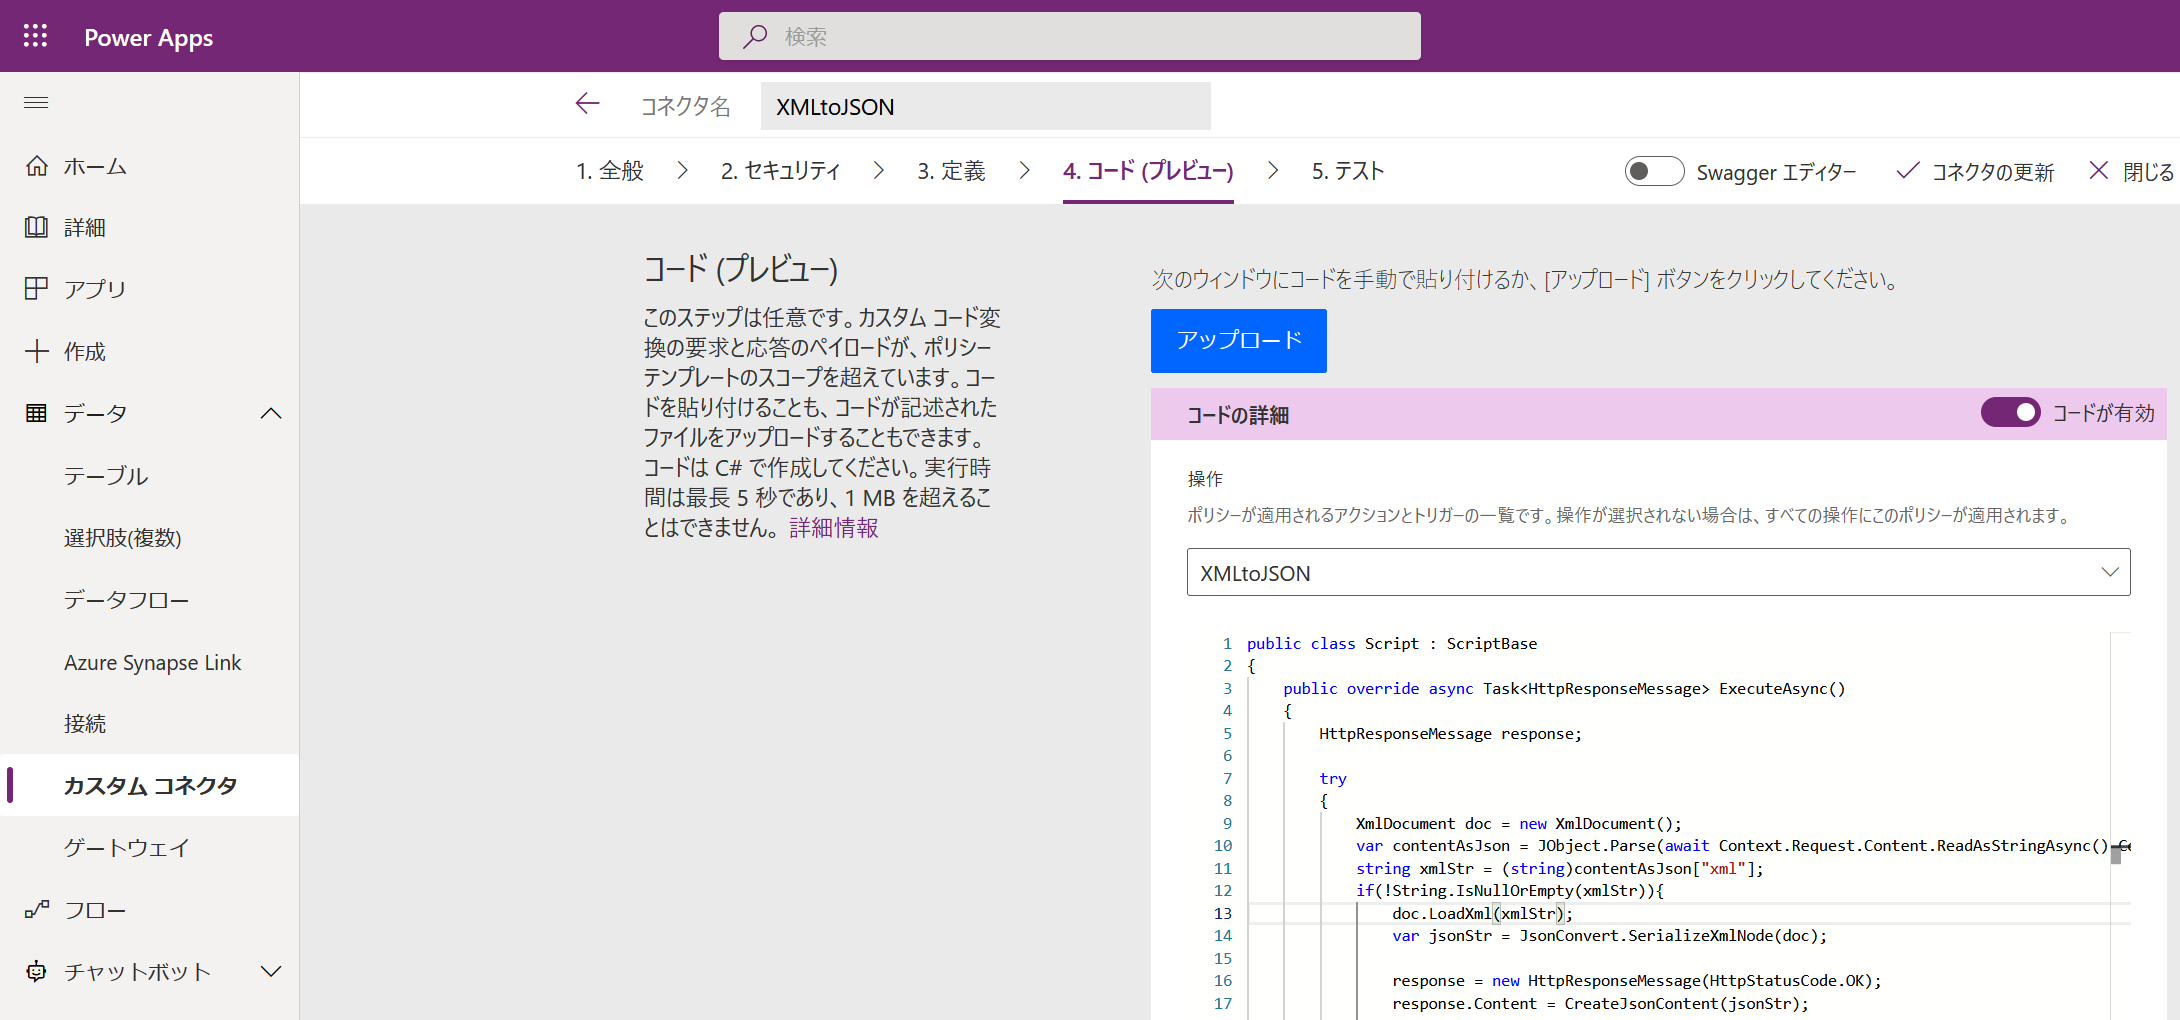 Power Apps
検索
コネクタ名
XMLtoJSON
1. 全般
2. セキュリティ
3. 定義
4. コード (プレビュー)
5. テスト
Swagger エディター
コネクタの更新
閉じる
ホーム
詳細
アプリ
作成
データ
テーブル
選択肢(複数)
データフロー
Azure Synapse Link
接続
カスタム コネクタ
ゲートウェイ
フロー
チャットボット
コード (プレビュー)
このステップは任意です。カスタム コード変
換の要求と応答のペイロードが、ポリシー
テンプレートのスコープを超えています。コー
ドを貼り付けることも、コードが記述された
ファイルをアップロードすることもできます。
コードは C# で作成してください。実行時
間は最長 5 秒であり、1 MB を超えるこ
とはできません。 詳細情報
次のウィンドウにコードを手動で貼り付けるか、[アップロード] ボタンをクリックしてください。
アップロード
コードの詳細
コードが有効
操作
ポリシーが適用されるアクションとトリガーの一覧です。操作が選択されない場合は、すべての操作にこのポリシーが適用されます。
XMLtoJSON
1 public class Script : ScriptBase
2 {
3 public override async Task<HttpResponseMessage> ExecuteAsync()
4 {
5 HttpResponseMessage response;
6
7 try
8 {
9 XmlDocument doc = new XmlDocument();
10 var contentAsJson = JObject.Parse(await Context.Request.Content.ReadAsStringAsync()
11 string xmlStr = (string)contentAsJson["xml"];
12 if(!String.IsNullOrEmpty(xmlStr)){
13 doc.LoadXml(xmlStr);
14 var jsonStr = JsonConvert.SerializeXmlNode(doc);
15
16 response = new HttpResponseMessage(HttpStatusCode.OK);
17 response.Content = CreateJsonContent(jsonStr);